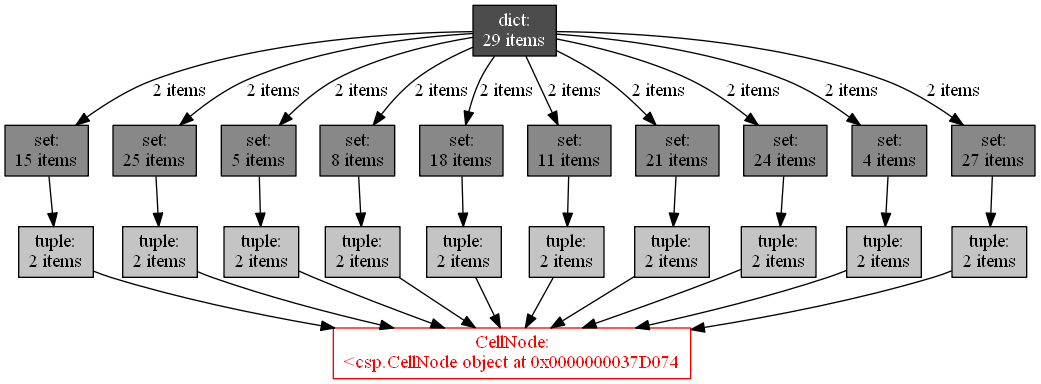 dict:
29 items
2 items
2 items
2 items
2 items
2 items
2 items
2 items
2 items
2 items
2 items
set:
15 items
set:
25 items
set:
5 items
set:
8 items
set:
18 items
set:
11 items
set:
21 items
set:
24 items
set:
4 items
set:
27 items
tuple:
2 items
tuple:
2 items
tuple:
2 items
tuple:
2 items
tuple:
2 items
tuple:
2 items
tuple:
2 items
tuple:
2 items
tuple:
2 items
tuple:
2 items
CellNode:
<csp.CellNode object at 0x0000000037D074